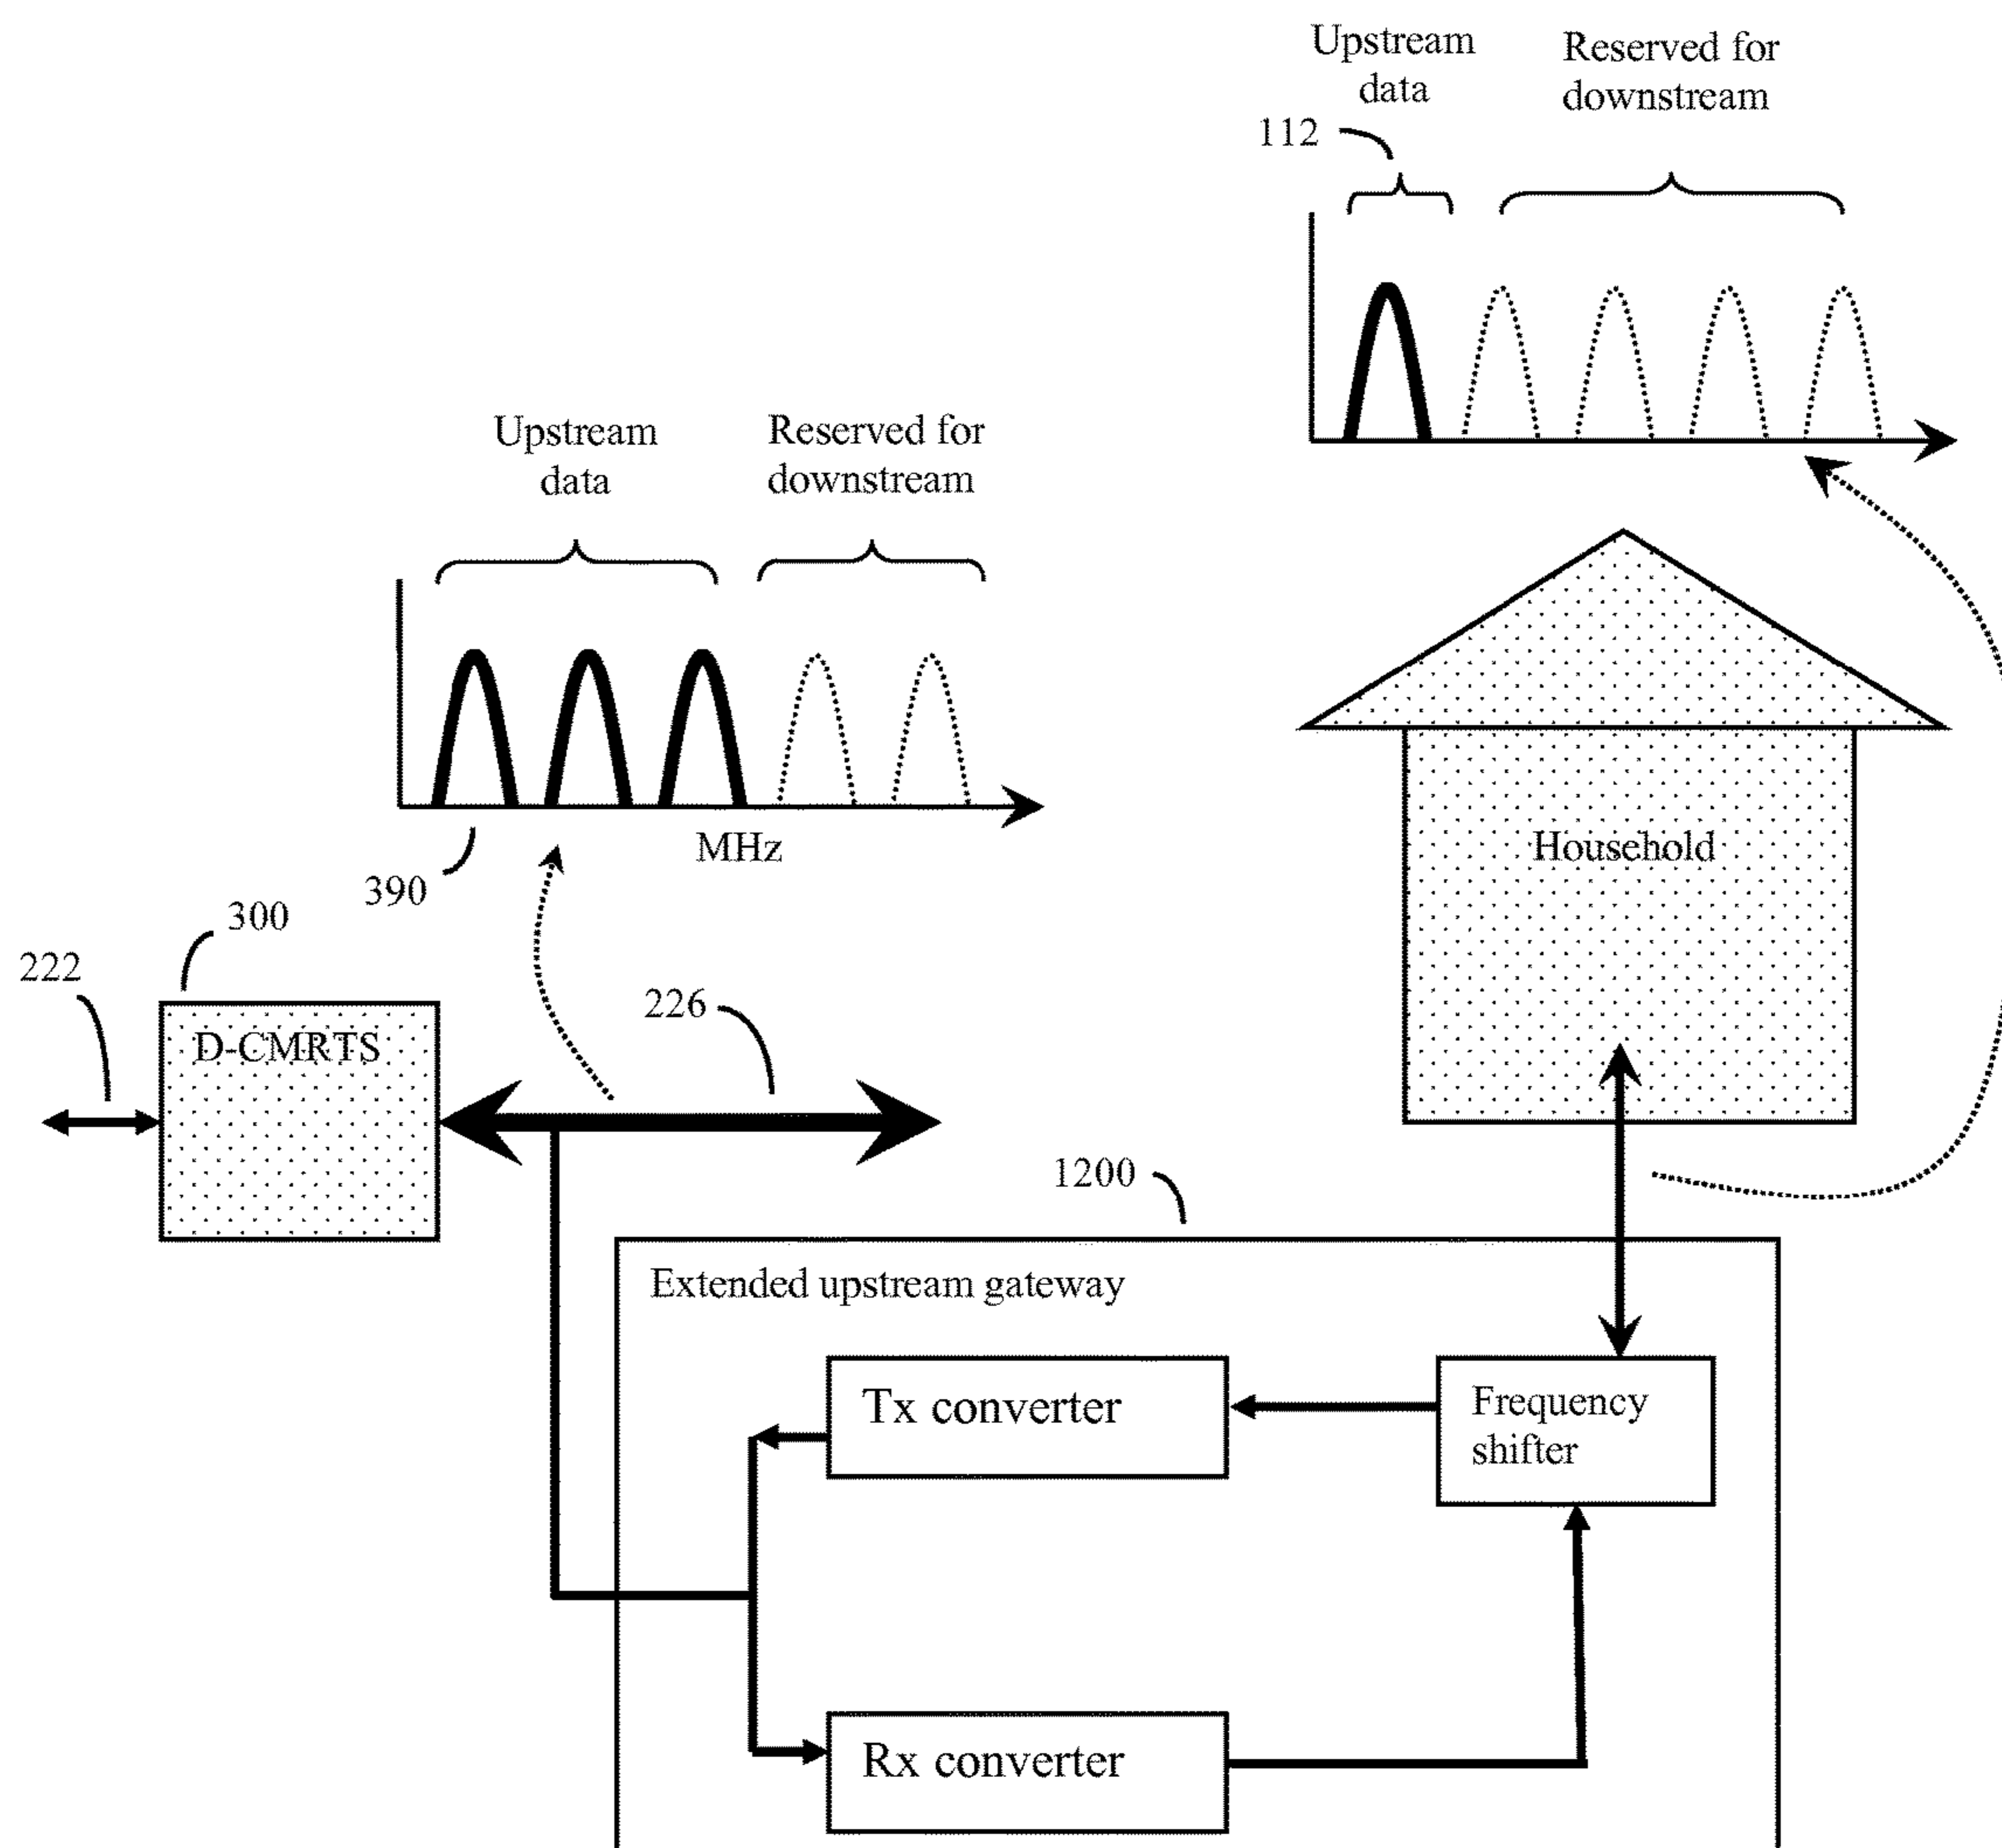 Upstream
data
Reserved for
downstream
112
Upstream
data
Reserved for
downstream
MHz
390
300
222
D-CMRTS
226
Household
1200
Extended upstream gateway
Tx converter
Frequency
shifter
Rx converter